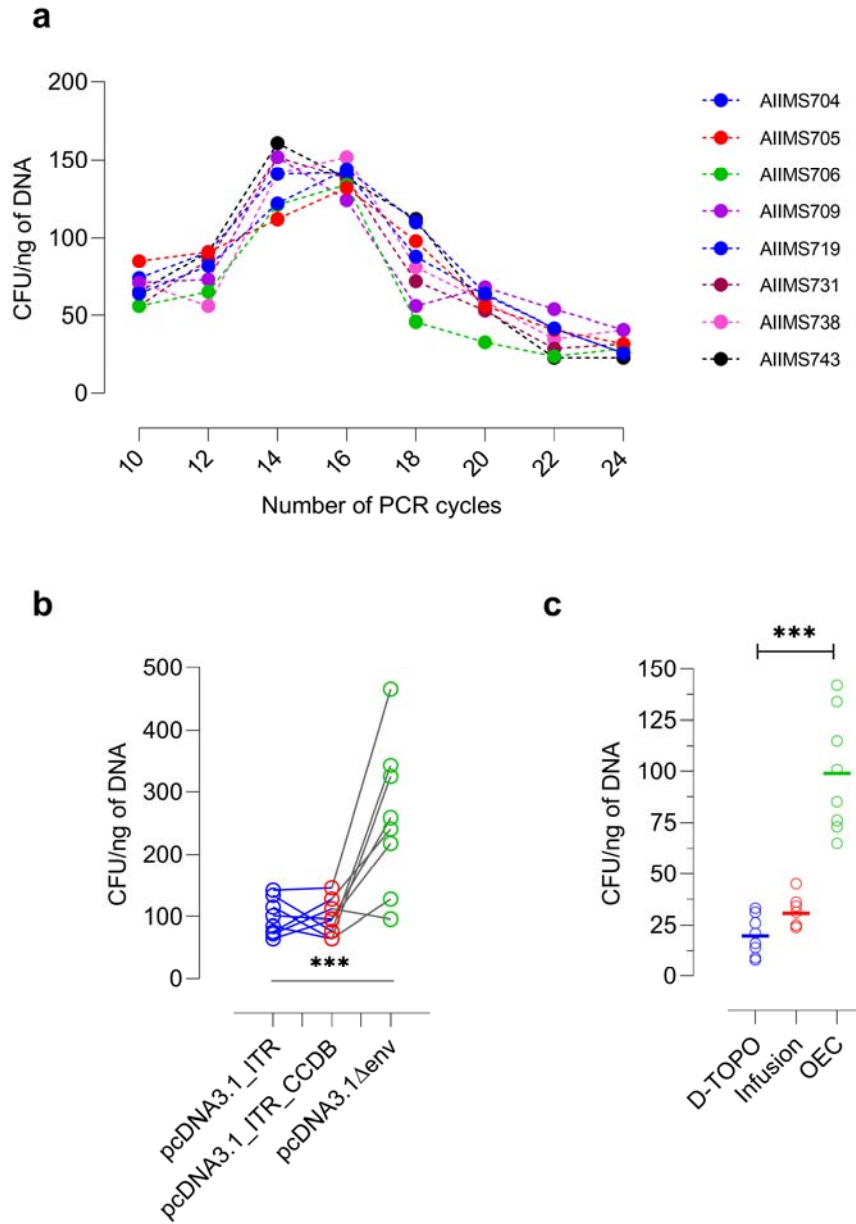 a
200
150
100
50
0
CFU/ng of DNA
10 12 14 16 18 20 22 24
Number of PCR cycles
AIIMS704
AIIMS705
AIIMS706
AIIMS709
AIIMS719
AIIMS731
AIIMS738
AIIMS743
b
500
400
300
200
100
0
CFU/ng of DNA
***
pcDNA3.1_ITR
pcDNA3.1_ITR_CCDB
pcDNA3.1Δenv
c
***
150
125
100
75
50
25
0
CFU/ng of DNA
D-TOPO
Infusion
OEC